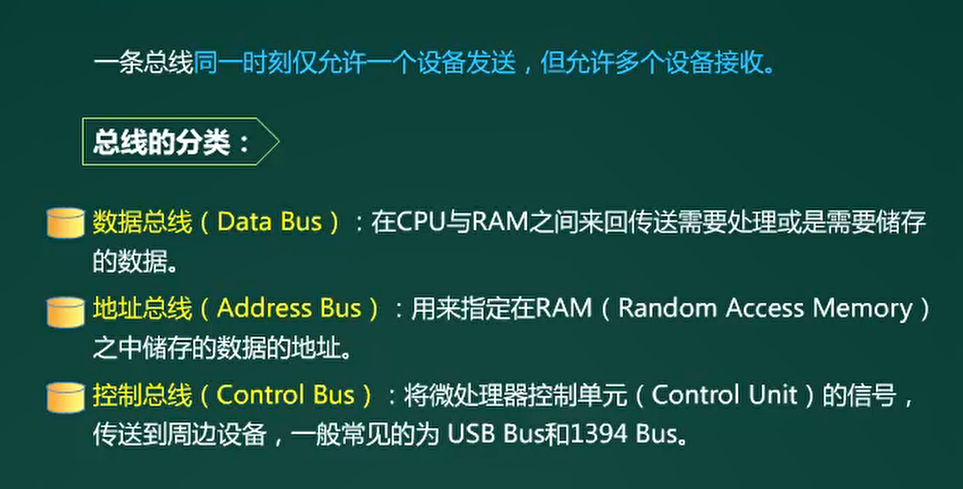 一条总线同一时刻仅允许一个设备发送，但允许多个设备接收。
总线的分类：
数据总线（Data Bus）：在CPU与RAM之间来回传送需要处理或是需要储存
的数据。
地址总线（Address Bus）：用来指定在RAM（Random Access Memory）
之中储存的数据的地址。
控制总线（Control Bus）：将微处理器控制单元（Control Unit）的信号，
传送到周边设备，一般常见的为 USB Bus和1394 Bus。